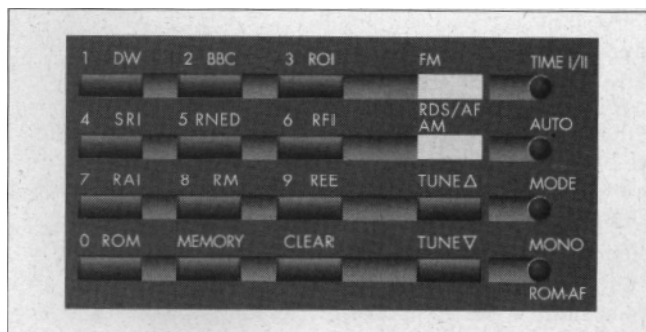 1 DW 2 BBC 3 ROI FM TIME I/II
4 SRI 5 RNED 6 RFI RDS/AF AM AUTO
7 RAI 8 RM 9 REE TUNE△ MODE
0 ROM MEMORY CLEAR TUNE▽ MONO
ROM-AF